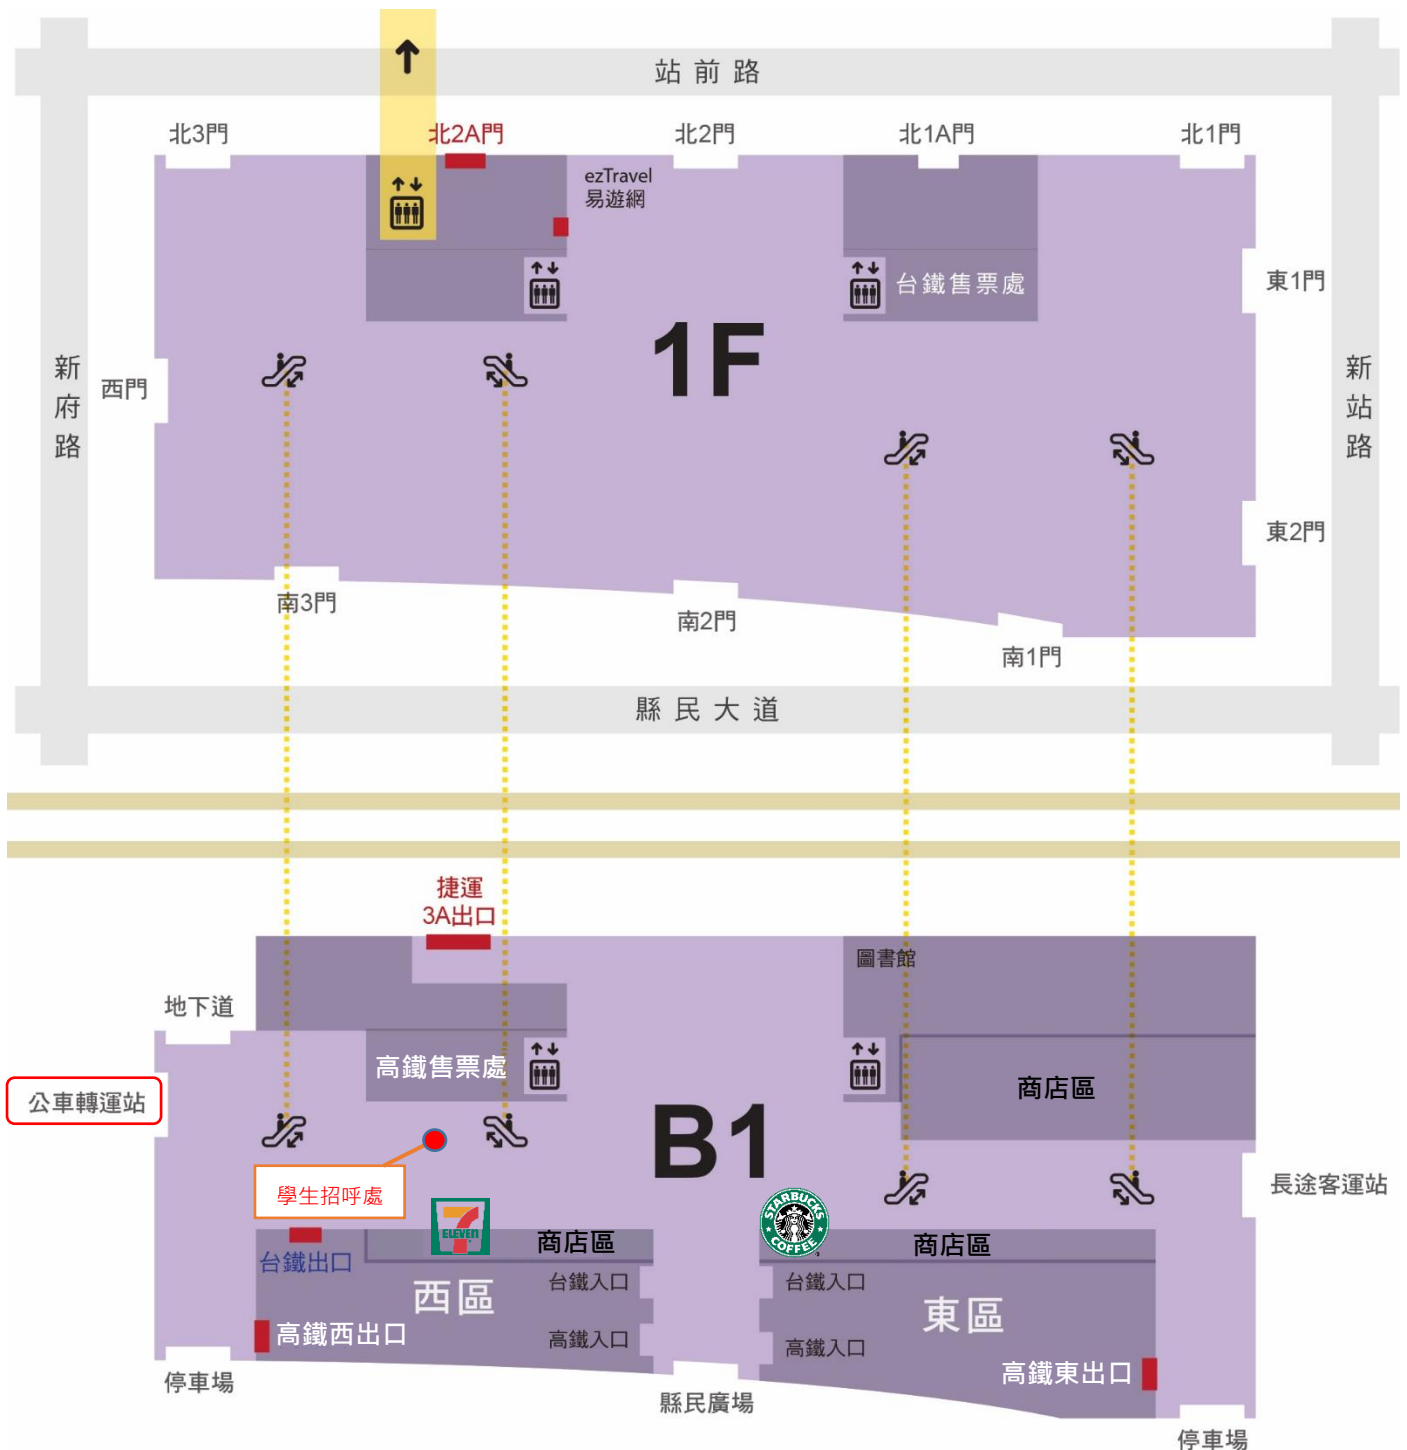 站前路
北3門
北2A門
北2門
北1A門
北1門
ezTravel
易遊網
台鐵售票處
東1門
1F
新府路
西門
新站路
東2門
南3門
南2門
南1門
縣民大道
捷運
3A出口
圖書館
地下道
高鐵售票處
商店區
公車轉運站
B1
學生招呼處
長途客運站
7
ELEVEN
STARBUCKS
COFFEE
商店區
商店區
台鐵出口
西區
台鐵入口
台鐵入口
東區
高鐵西出口
高鐵入口
高鐵入口
高鐵東出口
停車場
縣民廣場
停車場